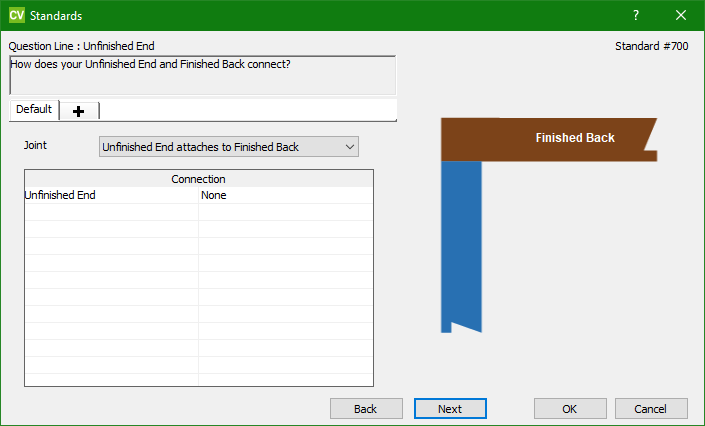 CV Standards ?
Question Line : Unfinished End
Standard #700
How does your Unfinished End and Finished Back connect?
Default
Joint
Unfinished End attaches to Finished Back
Connection
Unfinished End None
Finished Back
Back Next OK Cancel